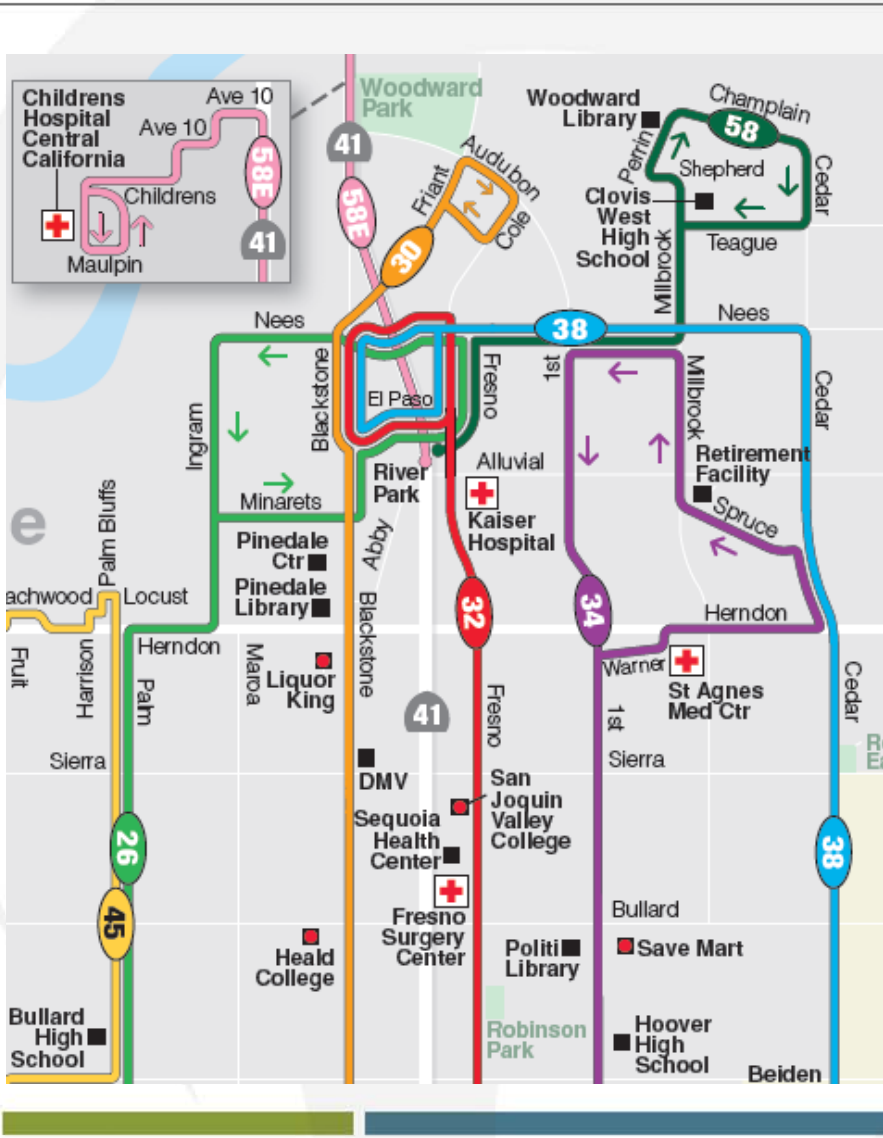 Childrens
Hospital
Central
California
Ave 10
Ave 10
58E
Childrens
41
Maulpin
Woodward
Park
41
58E
Friant
Audubon
Cole
30
Woodward
Library
Perrin
Champlain
58
Shepherd
Cedar
Clovis
West
High
School
Teague
Millbrook
Nees
38
Nees
Ingram
Blackstone
El Paso
Fresno
1st
Millbrook
Cedar
River
Park
Alluvial
Retirement
Facility
Kaiser
Hospital
Spruce
e
Palm Bluffs
Minarets
Abby
Pinedale
Ctr
Pinedale
Library
achwood
Locust
Blackstone
32
34
Herndon
Fruit
Harrison
Herndon
Palm
Maroa
Liquor
King
41
Fresno
Warner
St Agnes
Med Ctr
1st
Cedar
Sierra
DMV
Sierra
San
Joquin
Valley
College
Sequoia
Health
Center
26
38
45
Fresno
Surgery
Center
Bullard
Heald
College
Politi
Library
Save Mart
Bullard
High
School
Robinson
Park
Hoover
High
School
Beiden